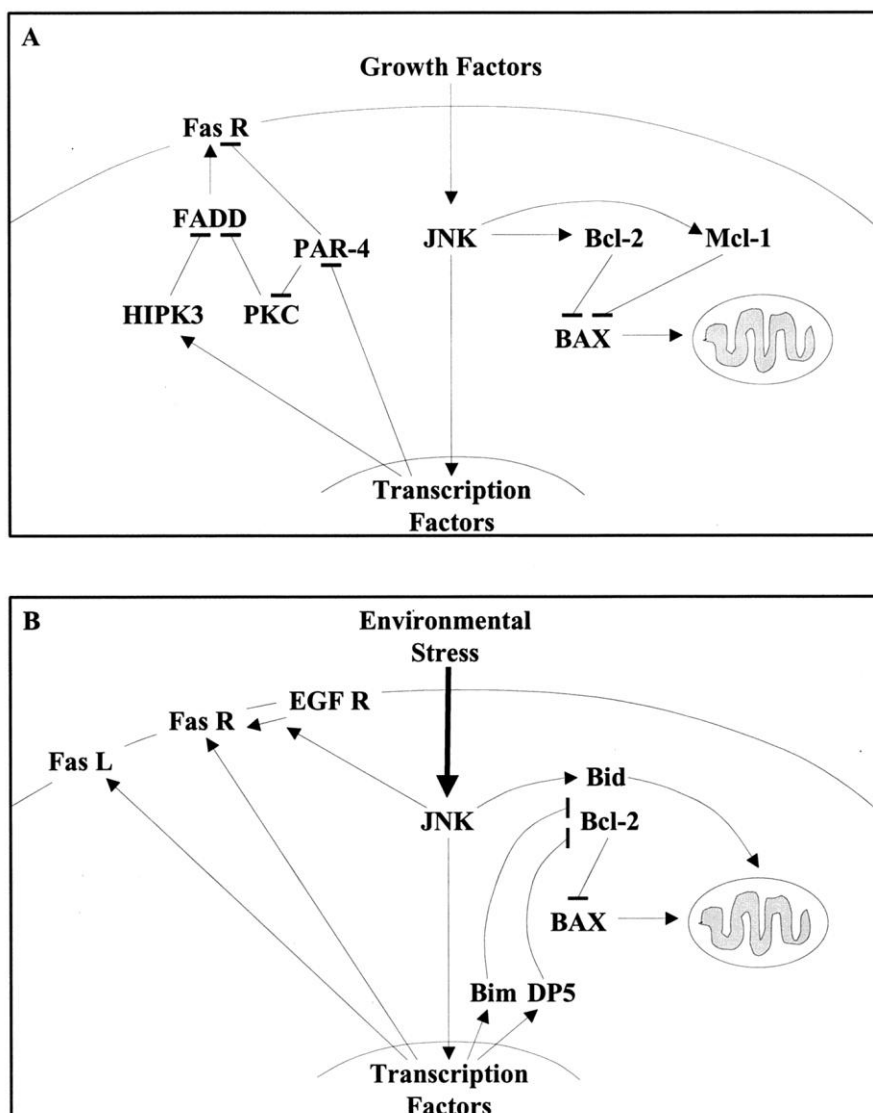 A
Growth Factors
Fas R
FADD
PAR-4
JNK
Bcl-2
Mcl-1
HIPK3
PKC
BAX
Transcription
Factors
B
Environmental
Stress
EGF R
Fas R
Fas L
Bid
JNK
Bcl-2
BAX
Bim
DP5
Transcription
Factors